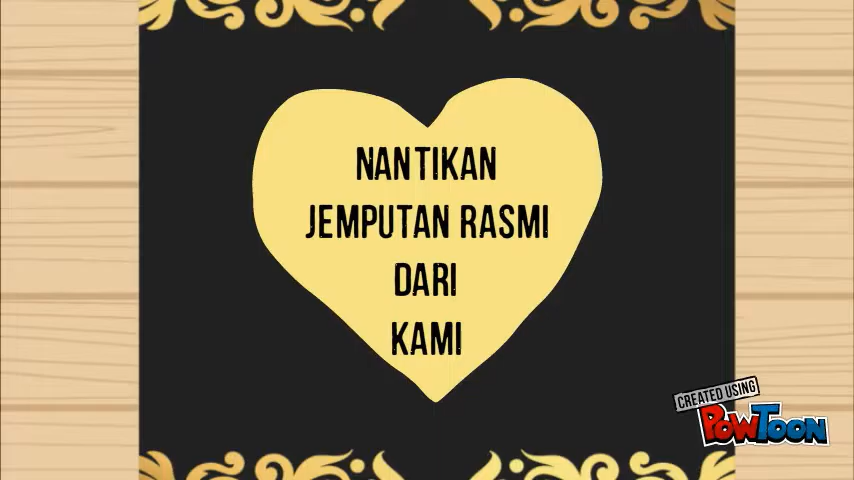 NANTIKAN
JEMPUTAN RASMI
DARI
KAMI
CREATED USING
POWTOON